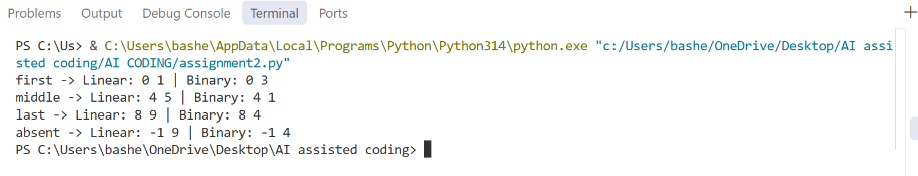 Problems Output Debug Console Terminal Ports
PS C:\Us> & C:\Users\bashe\AppData\Local\Programs\Python\Python314\python.exe "c:/Users/bashe/OneDrive/Desktop/AI assi
sted coding/AI CODING/assignment2.py"
first -> Linear: 0 1 | Binary: 0 3
middle -> Linear: 4 5 | Binary: 4 1
last -> Linear: 8 9 | Binary: 8 4
absent -> Linear: -1 9 | Binary: -1 4
PS C:\Users\bashe\OneDrive\Desktop\AI assisted coding>